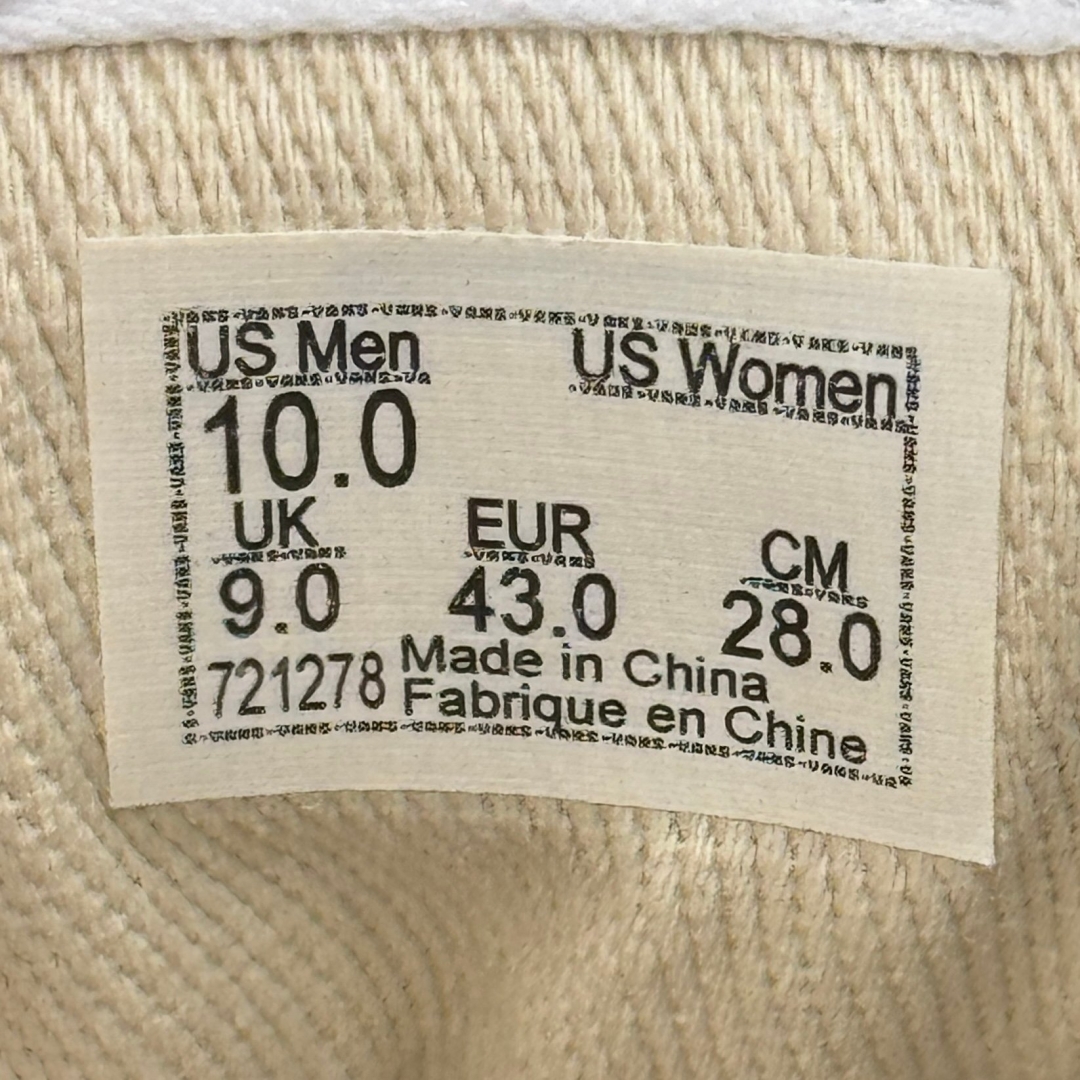 US Men US Women
10.0
UK EUR CM
9.0 43.0 28.0
721278 Made in China
Fabrique en Chine